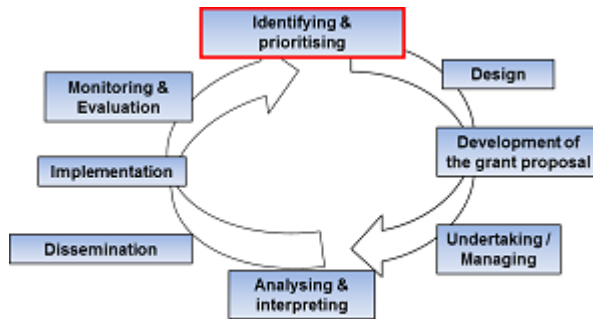 Identifying &
prioritising
Design
Development of
the grant proposal
Undertaking /
Managing
Analysing &
interpreting
Dissemination
Implementation
Monitoring &
Evaluation